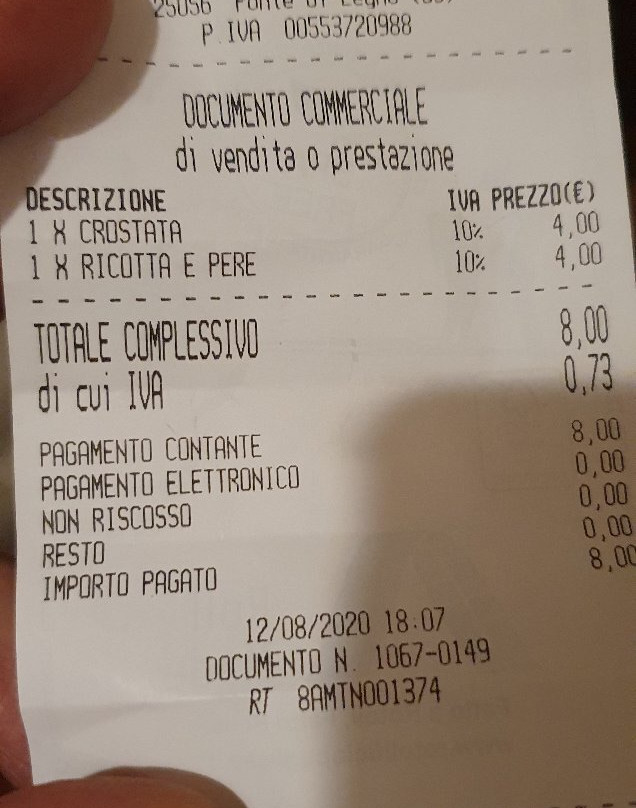 25056
P.IVA 00553720988
DOCUMENTO COMMERCIALE
di vendita o prestazione
DESCRIZIONE IVA PREZZO(€)
1 X CROSTATA 10% 4,00
1 X RICOTTA E PERE 10% 4,00
TOTALE COMPLESSIVO 8,00
di cui IVA 0,73
PAGAMENTO CONTANTE 8,00
PAGAMENTO ELETTRONICO 0,00
NON RISCOSSO 0,00
RESTO 0,00
IMPORTO PAGATO 8,00
12/08/2020 18:07
DOCUMENTO N. 1067-0149
RT 8AMTN001374